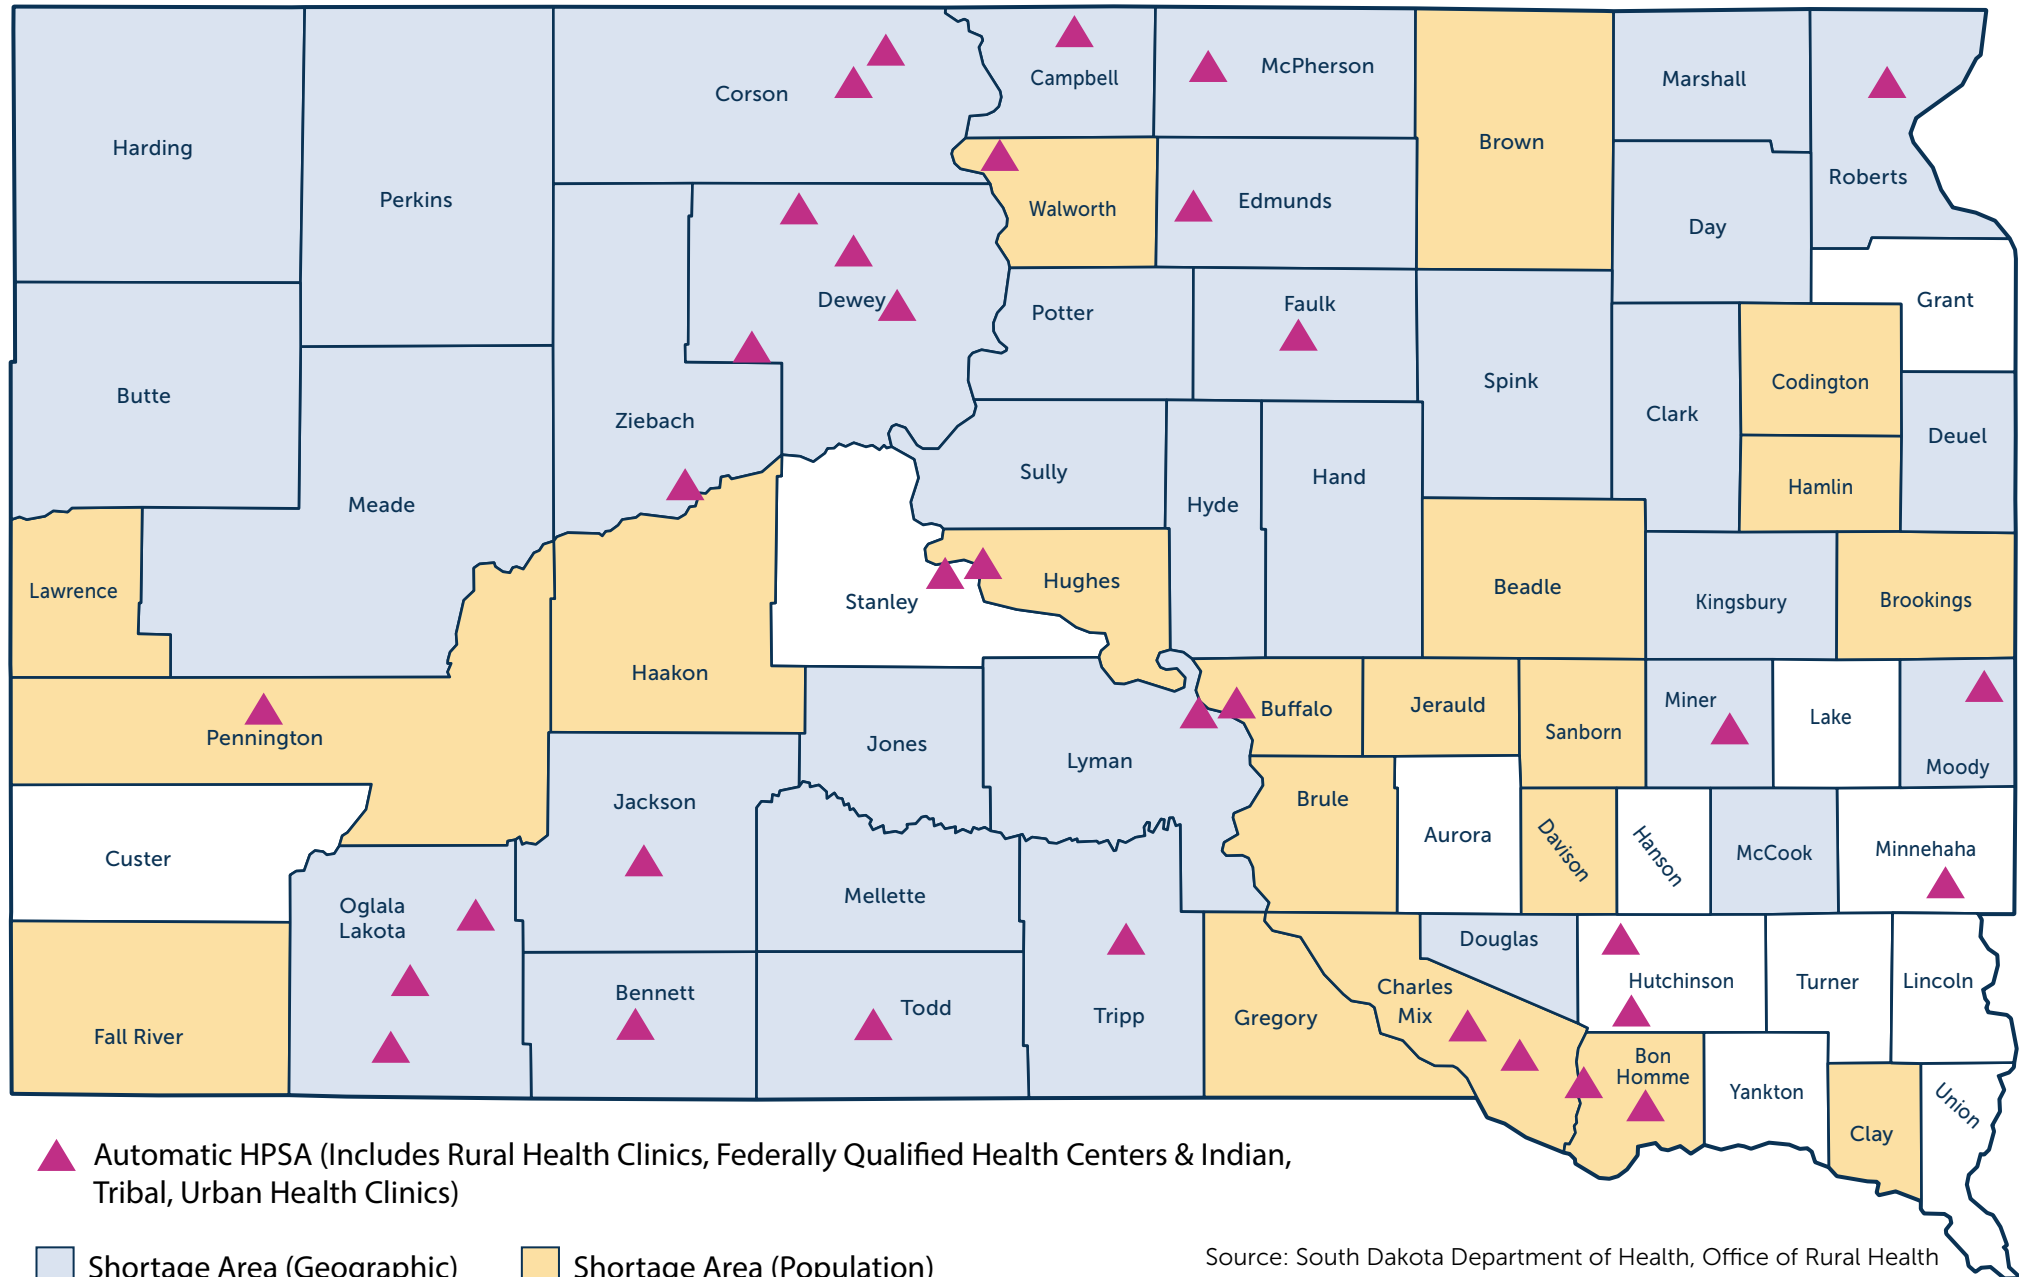 Harding
Perkins
Corson
Campbell
McPherson
Brown
Marshall
Roberts
Walworth
Edmunds
Day
Dewey
Potter
Faulk
Grant
Butte
Meade
Ziebach
Spink
Clark
Codington
Deuel
Hamlin
Sully
Hyde
Hand
Lawrence
Stanley
Hughes
Beadle
Kingsbury
Brookings
Haakon
Pennington
Jones
Lyman
Buffalo
Jerauld
Sanborn
Miner
Lake
Moody
Custer
Jackson
Brule
Aurora
Davison
Hanson
McCook
Minnehaha
Oglala
Lakota
Mellette
Douglas
Hutchinson
Turner
Lincoln
Fall River
Bennett
Todd
Tripp
Gregory
Charles
Mix
Bon
Homme
Yankton
Clay
Union
Automatic HPSA (Includes Rural Health Clinics, Federally Qualified Health Centers & Indian,
Tribal, Urban Health Clinics)
Shortage Area (Geographic)
Shortage Area (Population)
Source: South Dakota Department of Health, Office of Rural Health